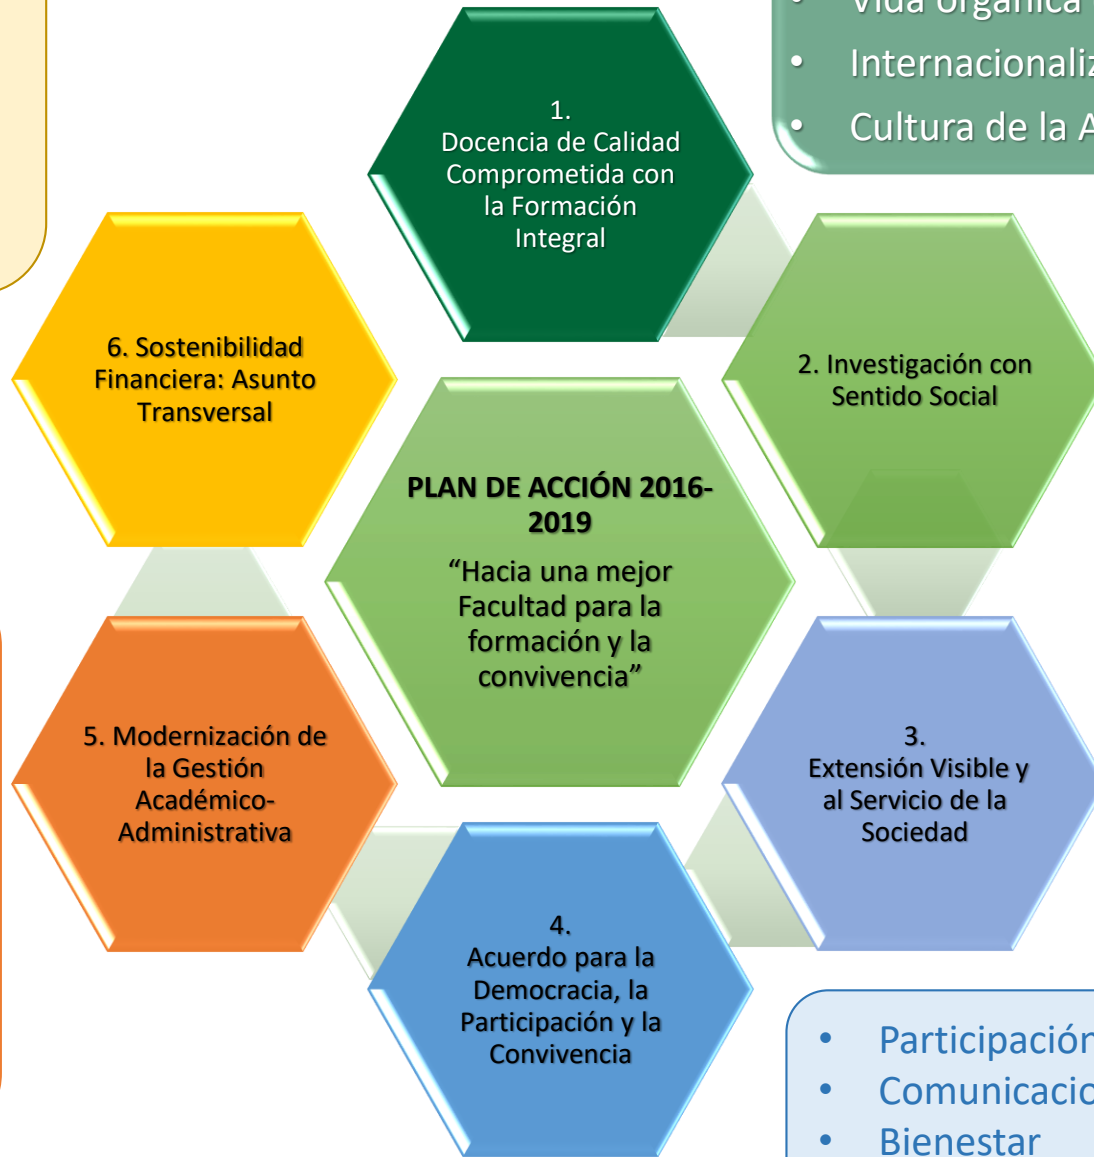 Vida orgánica
Internacionaliz
Cultura de la A
1.
Docencia de Calidad
Comprometida con
la Formación
Integral
6. Sostenibilidad
Financiera: Asunto
Transversal
2. Investigación con
Sentido Social
PLAN DE ACCIÓN 2016-
2019
“Hacia una mejor
Facultad para la
formación y la
convivencia”
5. Modernización de
la Gestión
Académico-
Administrativa
3.
Extensión Visible y
al Servicio de la
Sociedad
4.
Acuerdo para la
Democracia, la
Participación y la
Convivencia
• Participación
• Comunicacio
• Bienestar